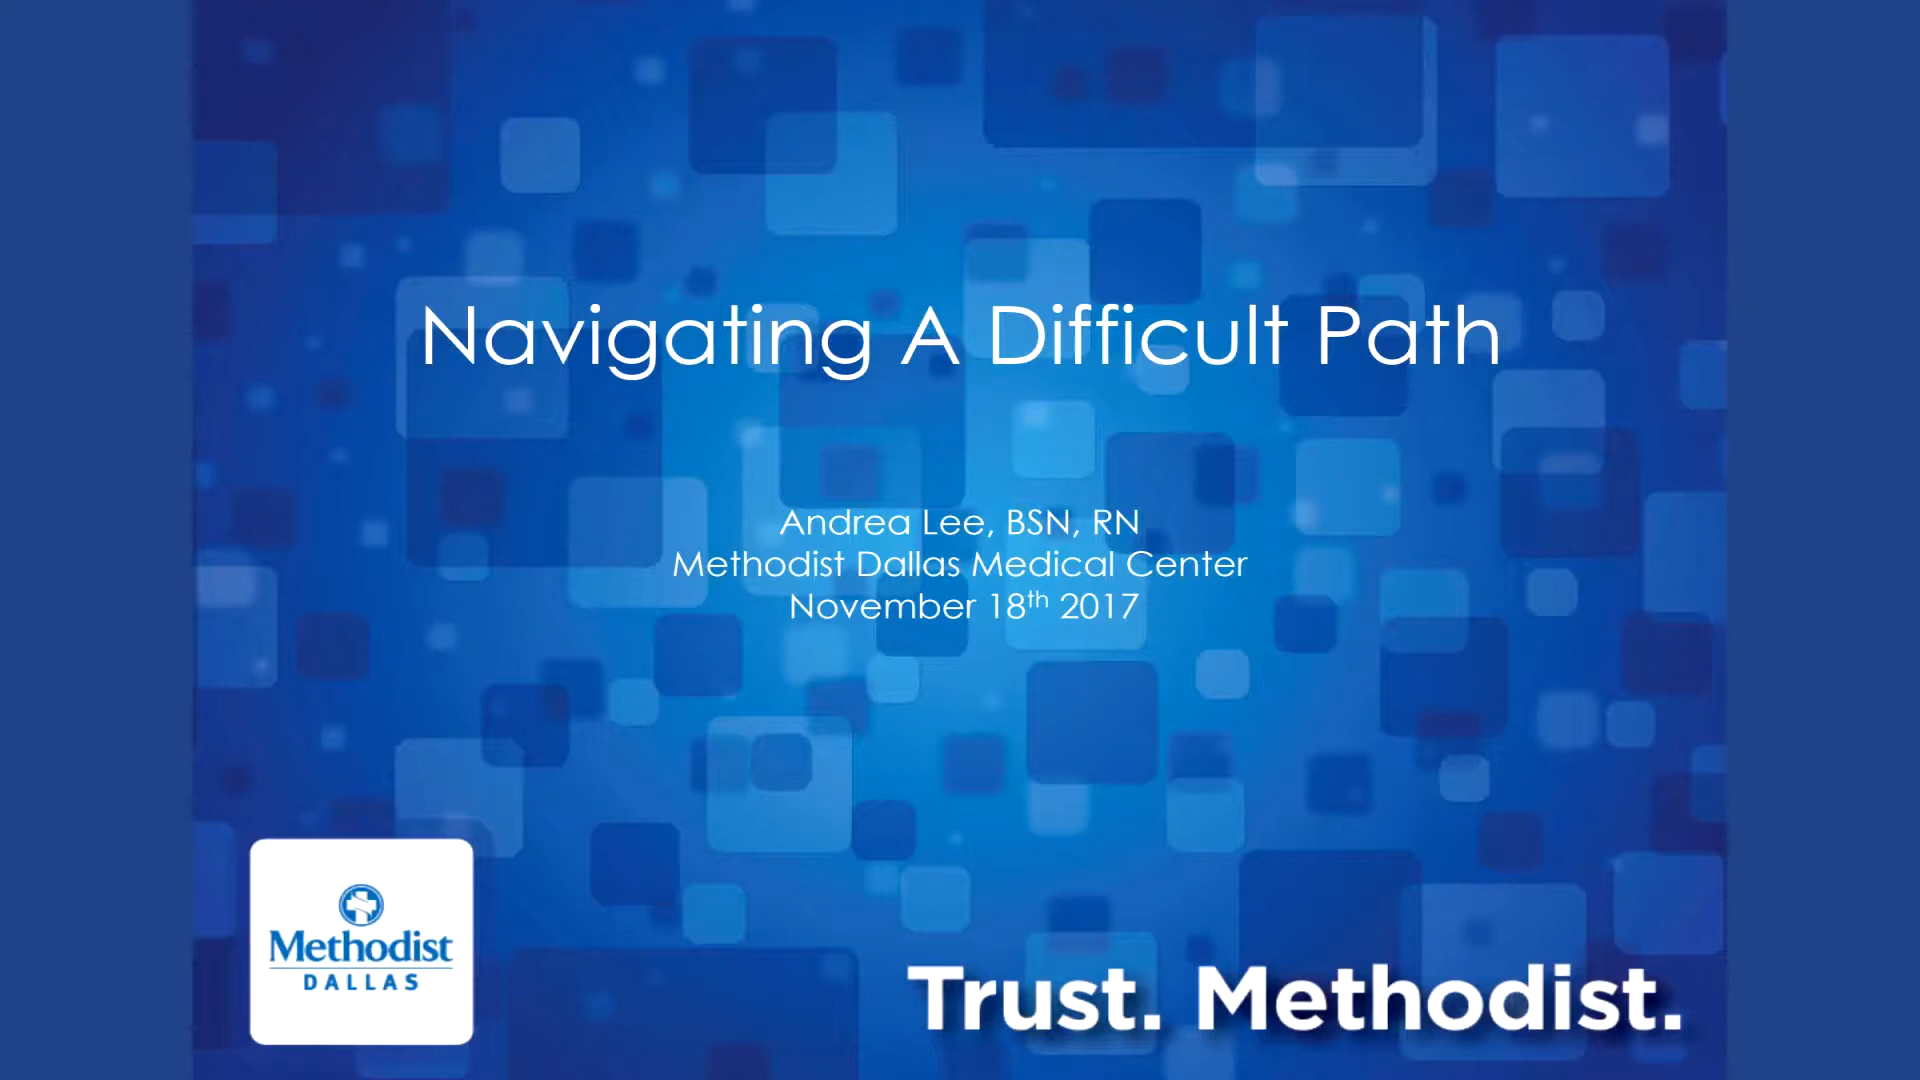 Navigating A Difficult Path
Andrea Lee, BSN, RN
Methodist Dallas Medical Center
November 18th 2017
Methodist
DALLAS
Trust. Methodist.